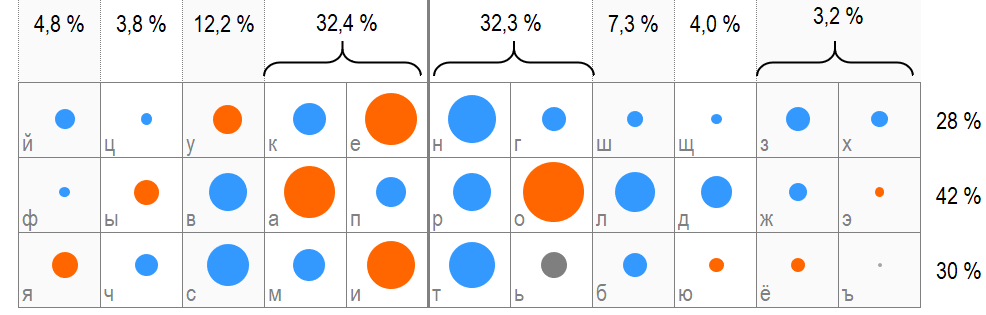 4,8 % 3,8 % 12,2 % 32,4 % 32,3 % 7,3 % 4,0 % 3,2 %
й ц у к е н г ш щ з х 28 %
ф ы в а п р о л д ж э 42 %
я ч с м и т ь б ю ё ъ 30 %